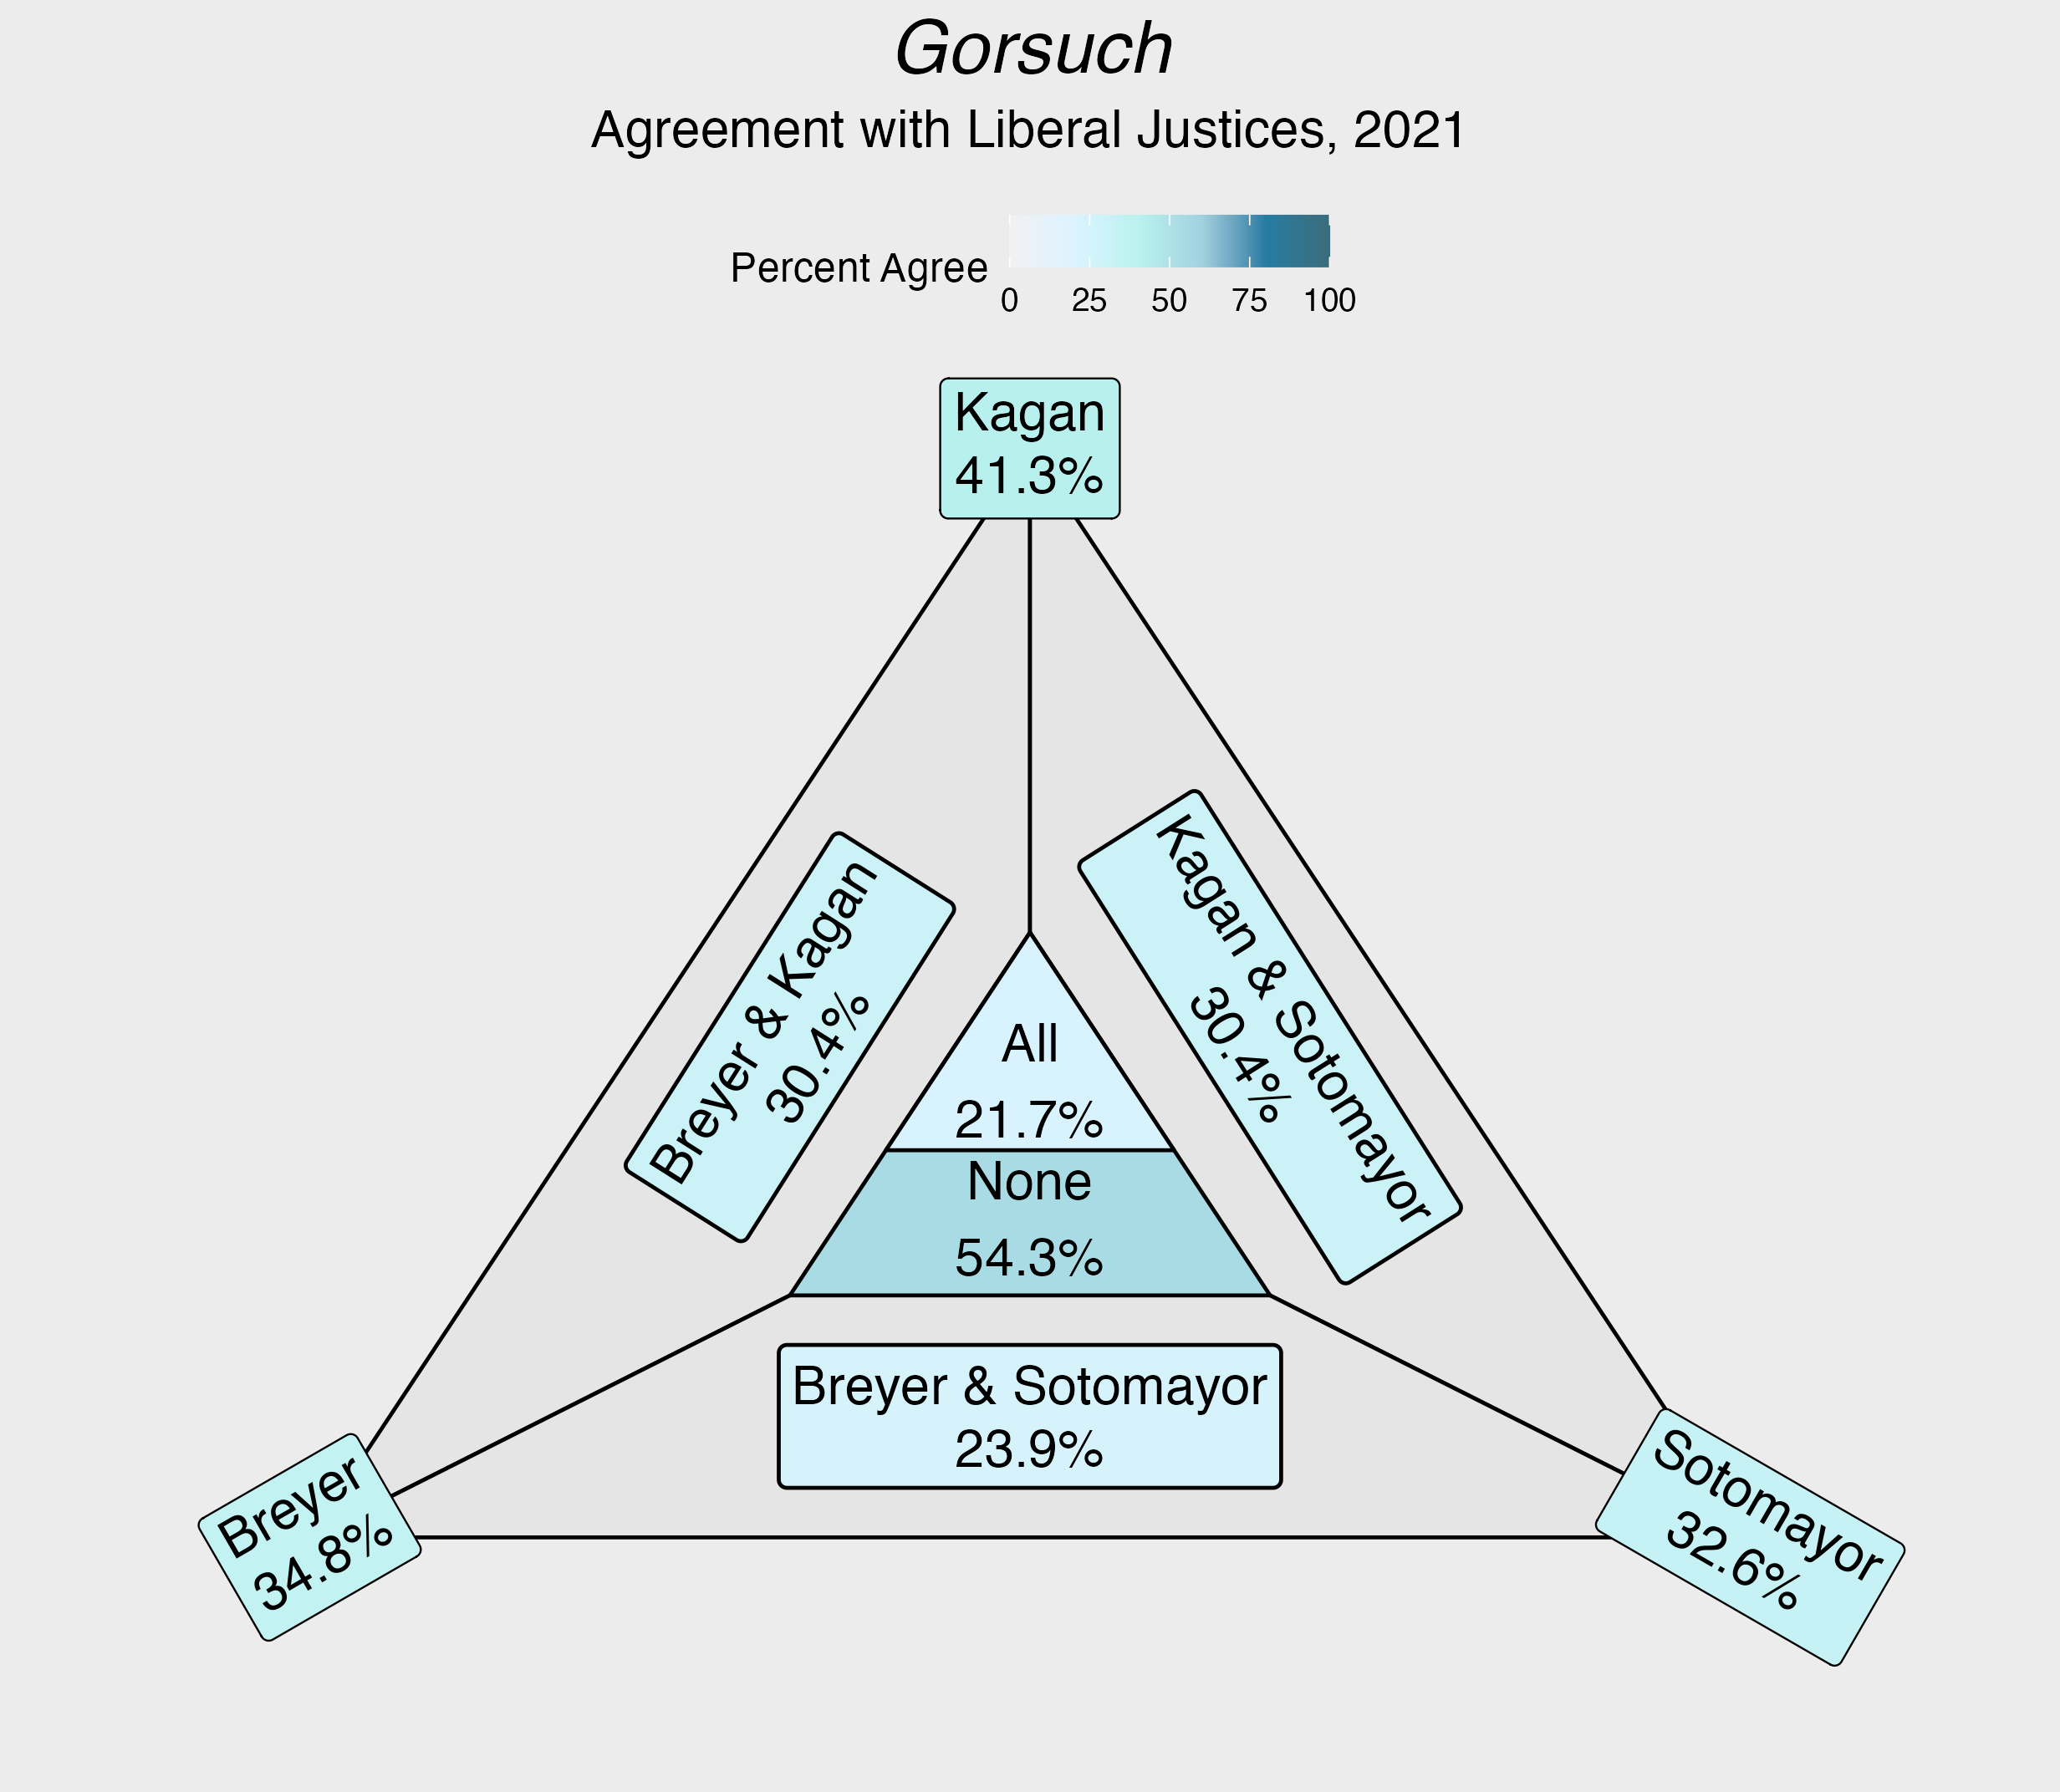 Gorsuch
Agreement with Liberal Justices, 2021
Percent Agree
0 25 50 75 100
Kagan
41.3%
Breyer & Kagan
30.4%
Kagan & Sotomayor
30.4%
All
21.7%
None
54.3%
Breyer & Sotomayor
23.9%
Breyer
34.8%
Sotomayor
32.6%